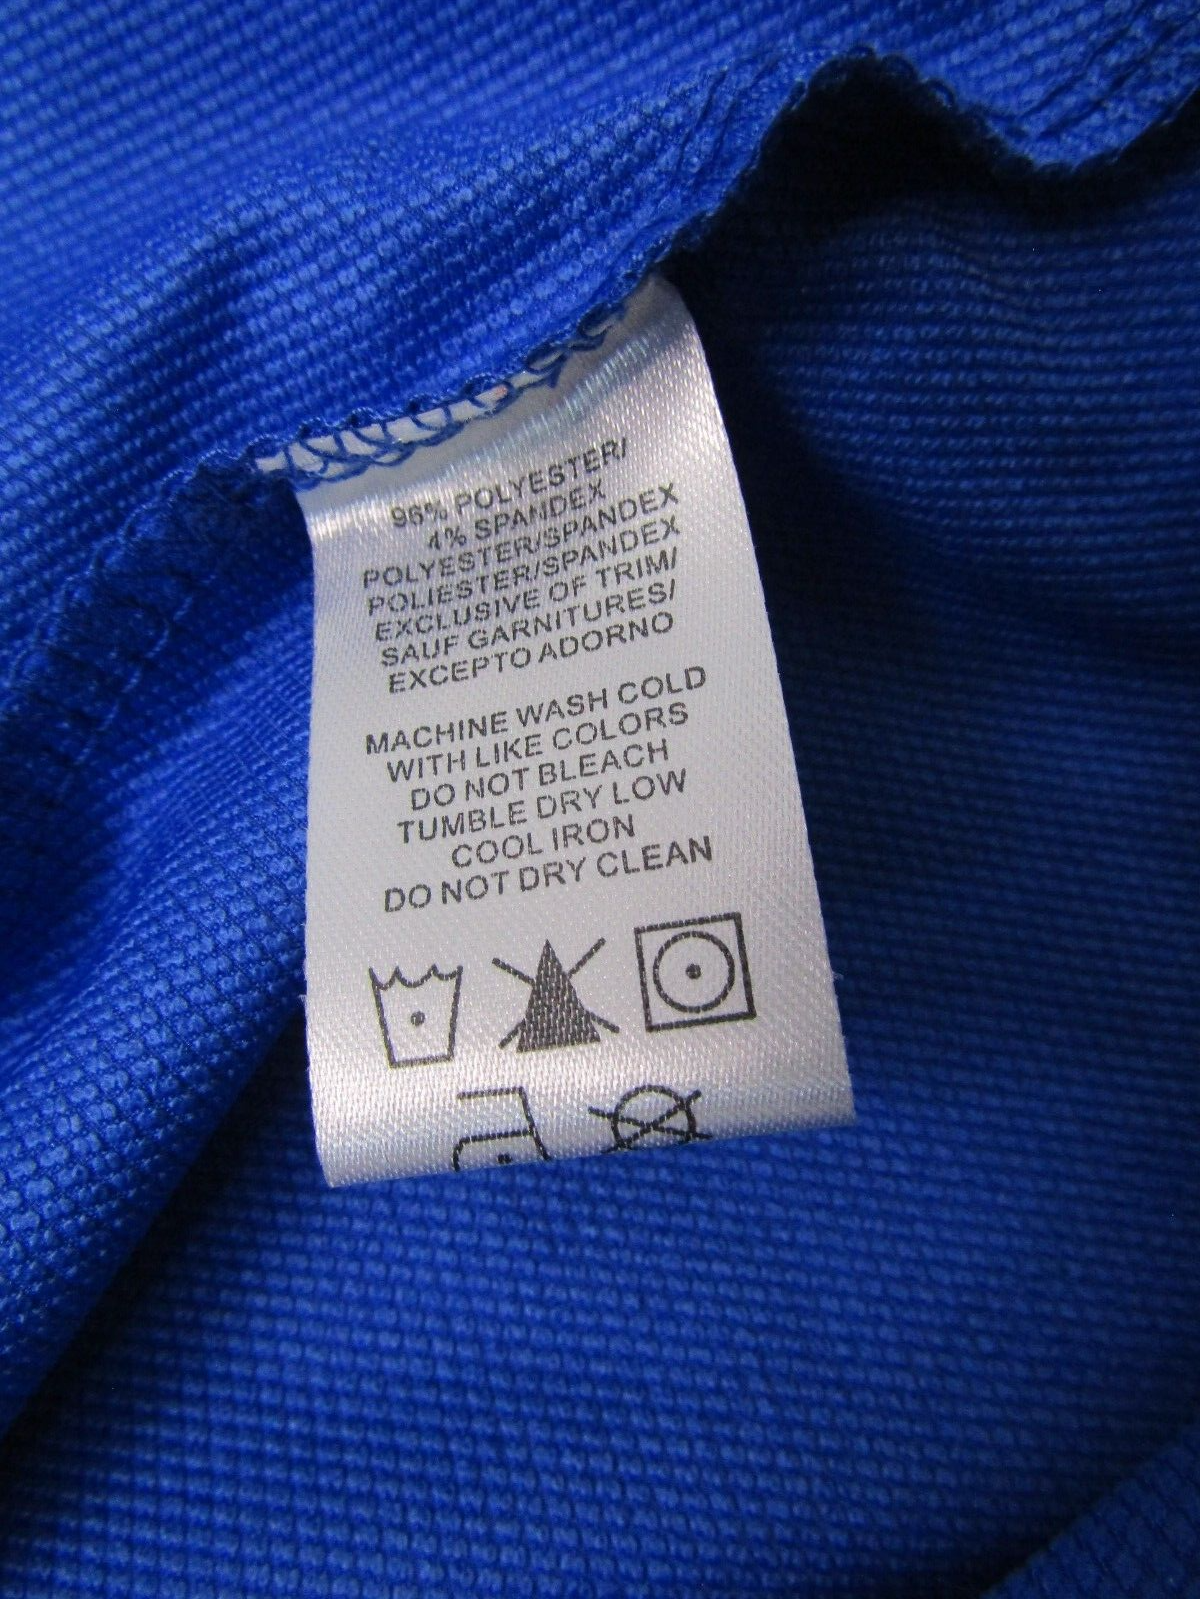 96% POLYESTER/
4% SPANDEX
POLYESTER/SPANDEX
POLIESTER/SPANDEX
EXCLUSIVE OF TRIM/
SAUF GARNITURES/
EXCEPTO ADORNO
MACHINE WASH COLD
WITH LIKE COLORS
DO NOT BLEACH
TUMBLE DRY LOW
COOL IRON
DO NOT DRY CLEAN